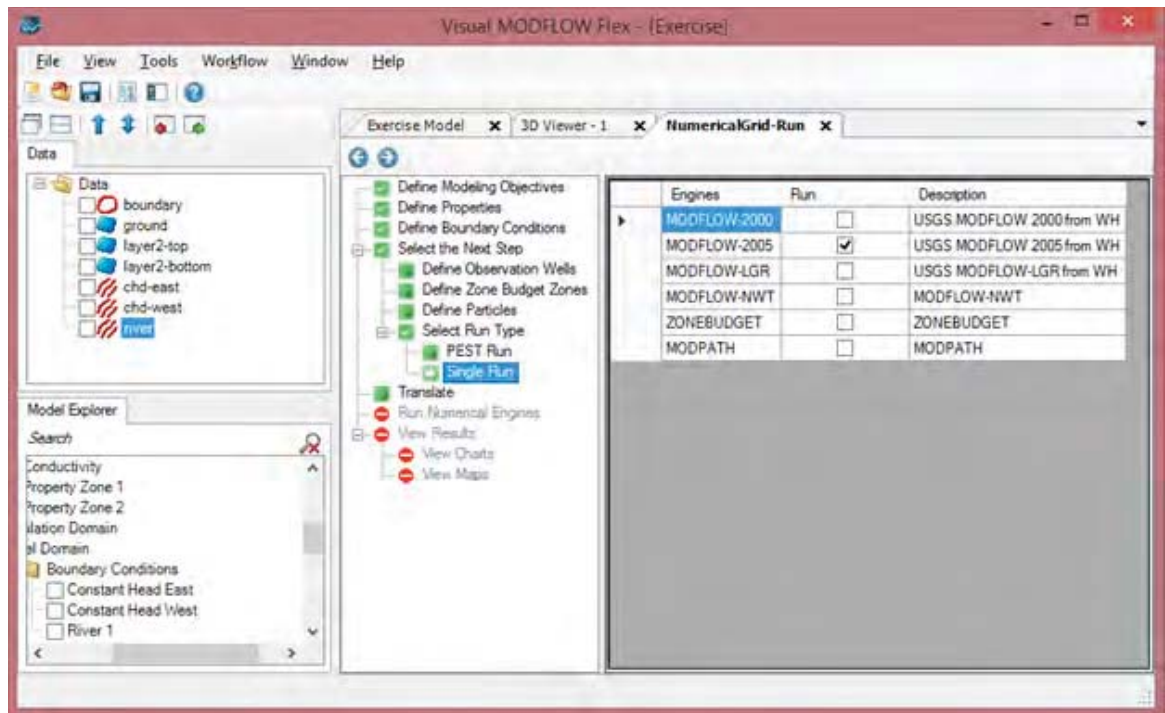 Visual MODFLOW Flex - [Exercise]
File View Tools Workflow Window Help
Exercise Model 3D Viewer - 1 NumericalGrid-Run
Data
Data
boundary
ground
layer2-top
layer2-bottom
chd-east
chd-west
river
Model Explorer
Search
Conductivity
Property Zone 1
Property Zone 2
ulation Domain
el Domain
Boundary Conditions
Constant Head East
Constant Head West
River 1
Define Modeling Objectives
Define Properties
Define Boundary Conditions
Select the Next Step
Define Observation Wells
Define Zone Budget Zones
Define Particles
Select Run Type
PEST Run
Single Run
Translate
Run Numerical Engines
View Results
View Charts
View Maps
Engines Run Description
MODFLOW-2000 USGS MODFLOW 2000 from WH
MODFLOW-2005 USGS MODFLOW 2005 from WH
MODFLOW-LGR USGS MODFLOW-LGR from WH
MODFLOW-NWT MODFLOW-NWT
ZONEBUDGET ZONEBUDGET
MODPATH MODPATH